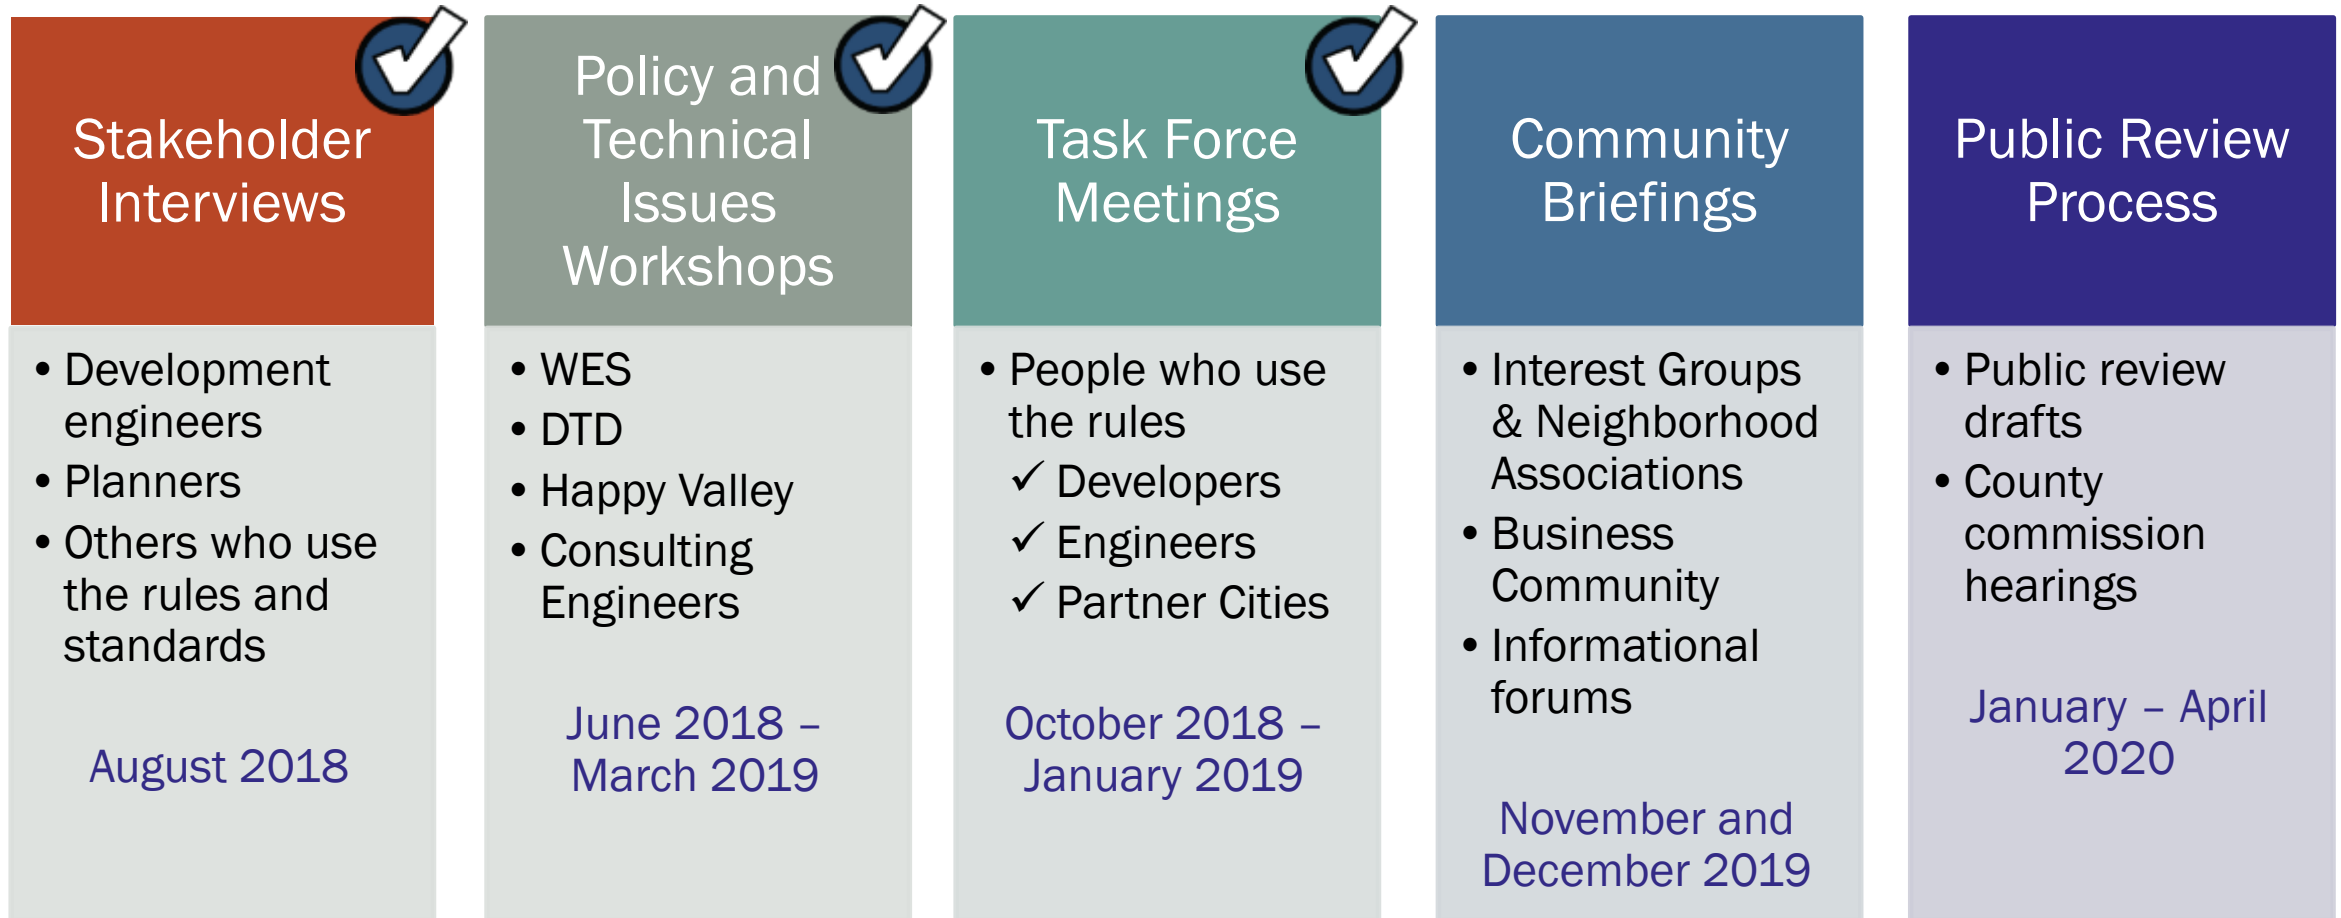 Stakeholder
Interviews
• Development
engineers
• Planners
• Others who use
the rules and
standards
August 2018
Policy and
Technical
Issues
Workshops
• WES
• DTD
• Happy Valley
• Consulting
Engineers
June 2018 –
March 2019
Task Force
Meetings
• People who use
the rules
✓ Developers
✓ Engineers
✓ Partner Cities
October 2018 –
January 2019
Community
Briefings
• Interest Groups
& Neighborhood
Associations
• Business
Community
• Informational
forums
November and
December 2019
Public Review
Process
• Public review
drafts
• County
commission
hearings
January – April
2020